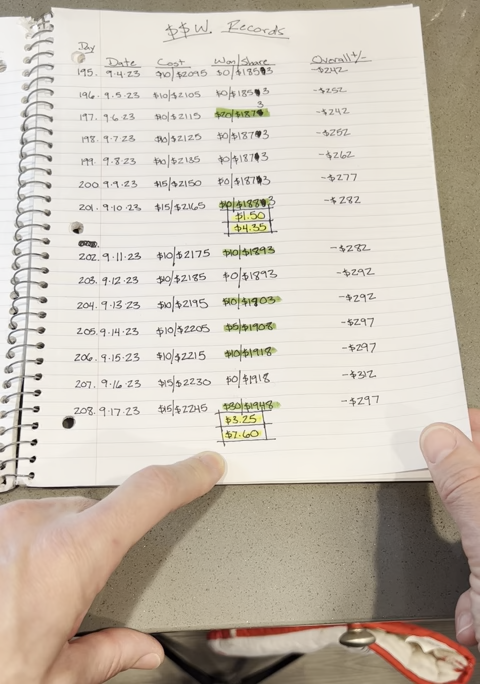 $$W. Records
Day Date Cost Won/Share Overall +/-
195. 9.4.23 $10/$2095 $0/$1853 -$242
196. 9.5.23 $10/$2105 $0/$1853 -$252
197. 9.6.23 $10/$2115 $20/$1873 -$242
198. 9.7.23 $10/$2125 $0/$1873 -$252
199. 9.8.23 $10/$2135 $0/$1873 -$262
200. 9.9.23 $15/$2150 $0/$1873 -$277
201. 9.10.23 $15/$2165 $10/$1883 -$282
$1.50
$4.35
202. 9.11.23 $10/$2175 $10/$1893 -$282
203. 9.12.23 $10/$2185 $0/$1893 -$292
204. 9.13.23 $10/$2195 $10/$1903 -$292
205. 9.14.23 $10/$2205 $5/$1908 -$297
206. 9.15.23 $10/$2215 $10/$1918 -$297
207. 9.16.23 $15/$2230 $0/$1918 -$312
208. 9.17.23 $15/$2245 $30/$1948 -$297
$3.25
$2.60